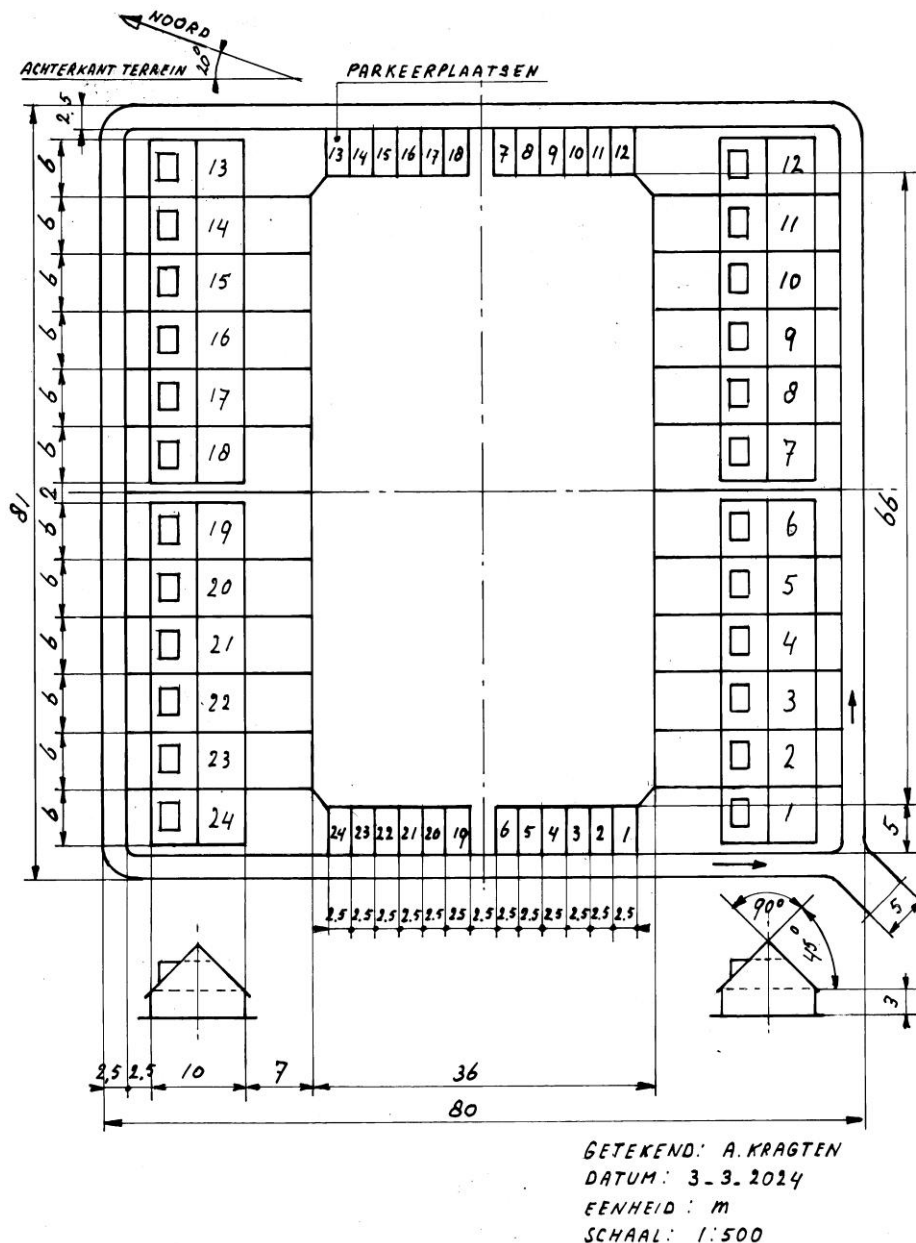 NOORD
20°
ACHTERKANT TERREIN
PARKEERPLAATSEN
2.5
13 14 15 16 17 18 7 8 9 10 11 12
6 13 12
6 14 11
6 15 10
6 16 9
6 17 8
6 18 7
81 2 66
6 19 6
6 20 5
6 21 4
6 22 3
6 23 2
6 24 1
24 23 22 21 20 19 6 5 4 3 2 1
5
2.5 2.5 2.5 2.5 2.5 2.5 2.5 2.5 2.5 2.5 2.5 2.5 2.5
90° 5
45°
3
2,5 2.5 10 7 36
80
GETEKEND: A. KRAGTEN
DATUM: 3-3-2024
EENHEID: m
SCHAAL: 1:500